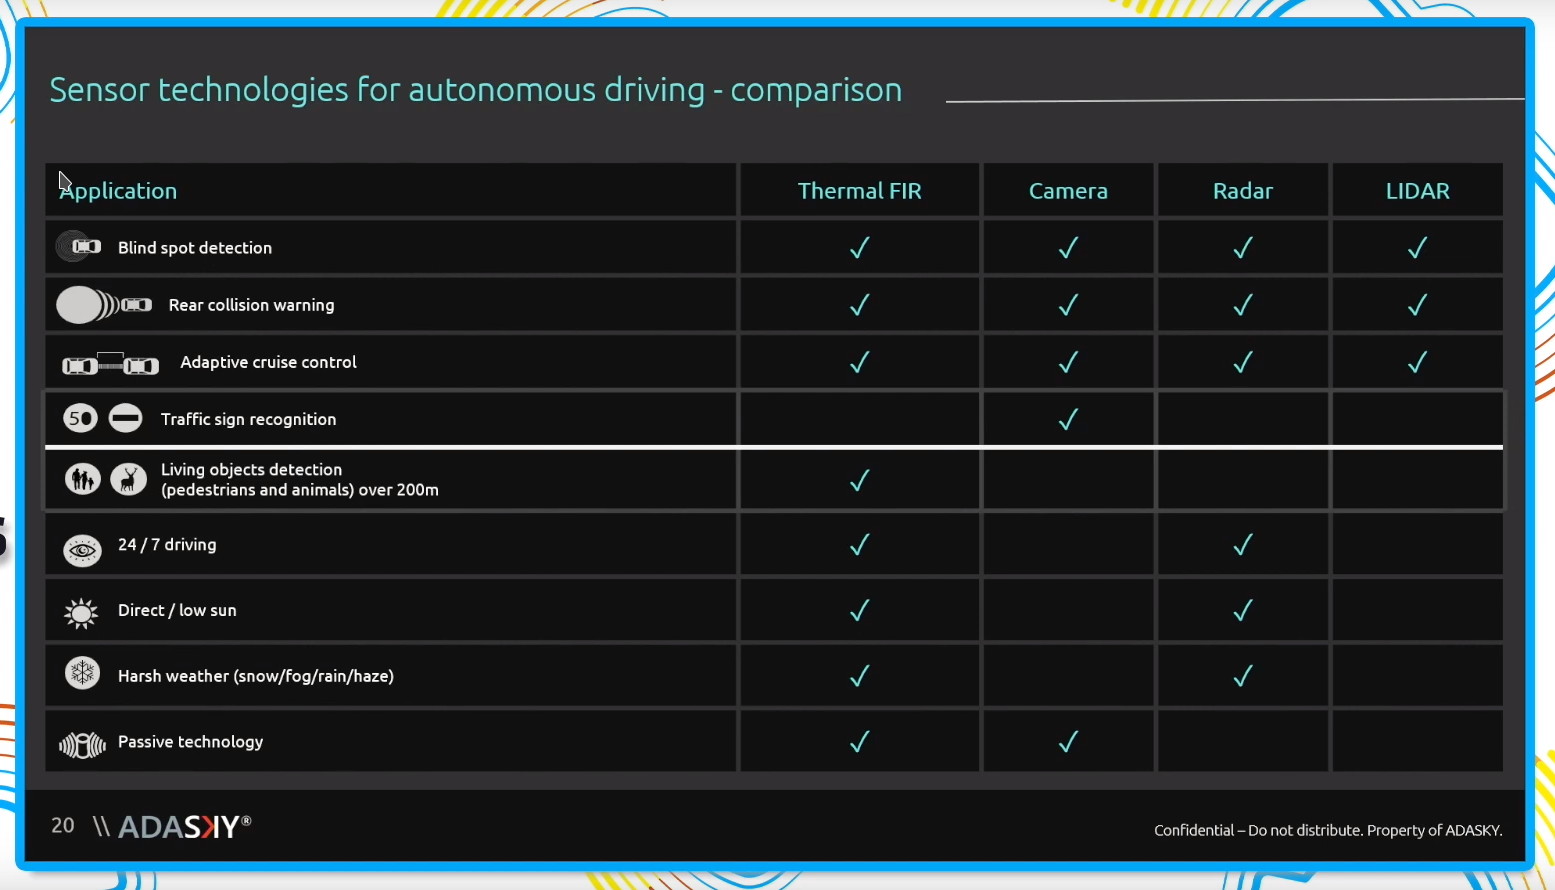 Sensor technologies for autonomous driving - comparison
Application Thermal FIR Camera Radar LIDAR
Blind spot detection ✓ ✓ ✓ ✓
Rear collision warning ✓ ✓ ✓ ✓
Adaptive cruise control ✓ ✓ ✓ ✓
50 Traffic sign recognition ✓
Living objects detection
(pedestrians and animals) over 200m ✓
24 / 7 driving ✓ ✓
Direct / low sun ✓ ✓
Harsh weather (snow/fog/rain/haze) ✓ ✓
Passive technology ✓ ✓
20 \\ ADASKY® Confidential – Do not distribute. Property of ADASKY.